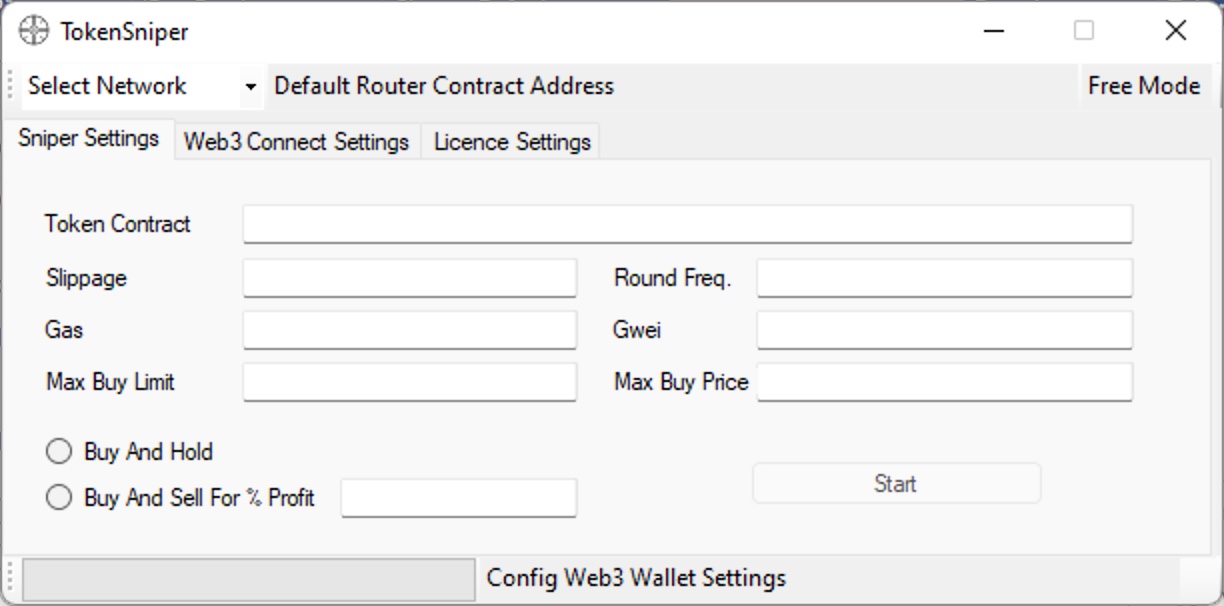 TokenSniper
Select Network Default Router Contract Address Free Mode
Sniper Settings Web3 Connect Settings Licence Settings
Token Contract
Slippage Round Freq.
Gas Gwei
Max Buy Limit Max Buy Price
Buy And Hold
Buy And Sell For % Profit
Start
Config Web3 Wallet Settings